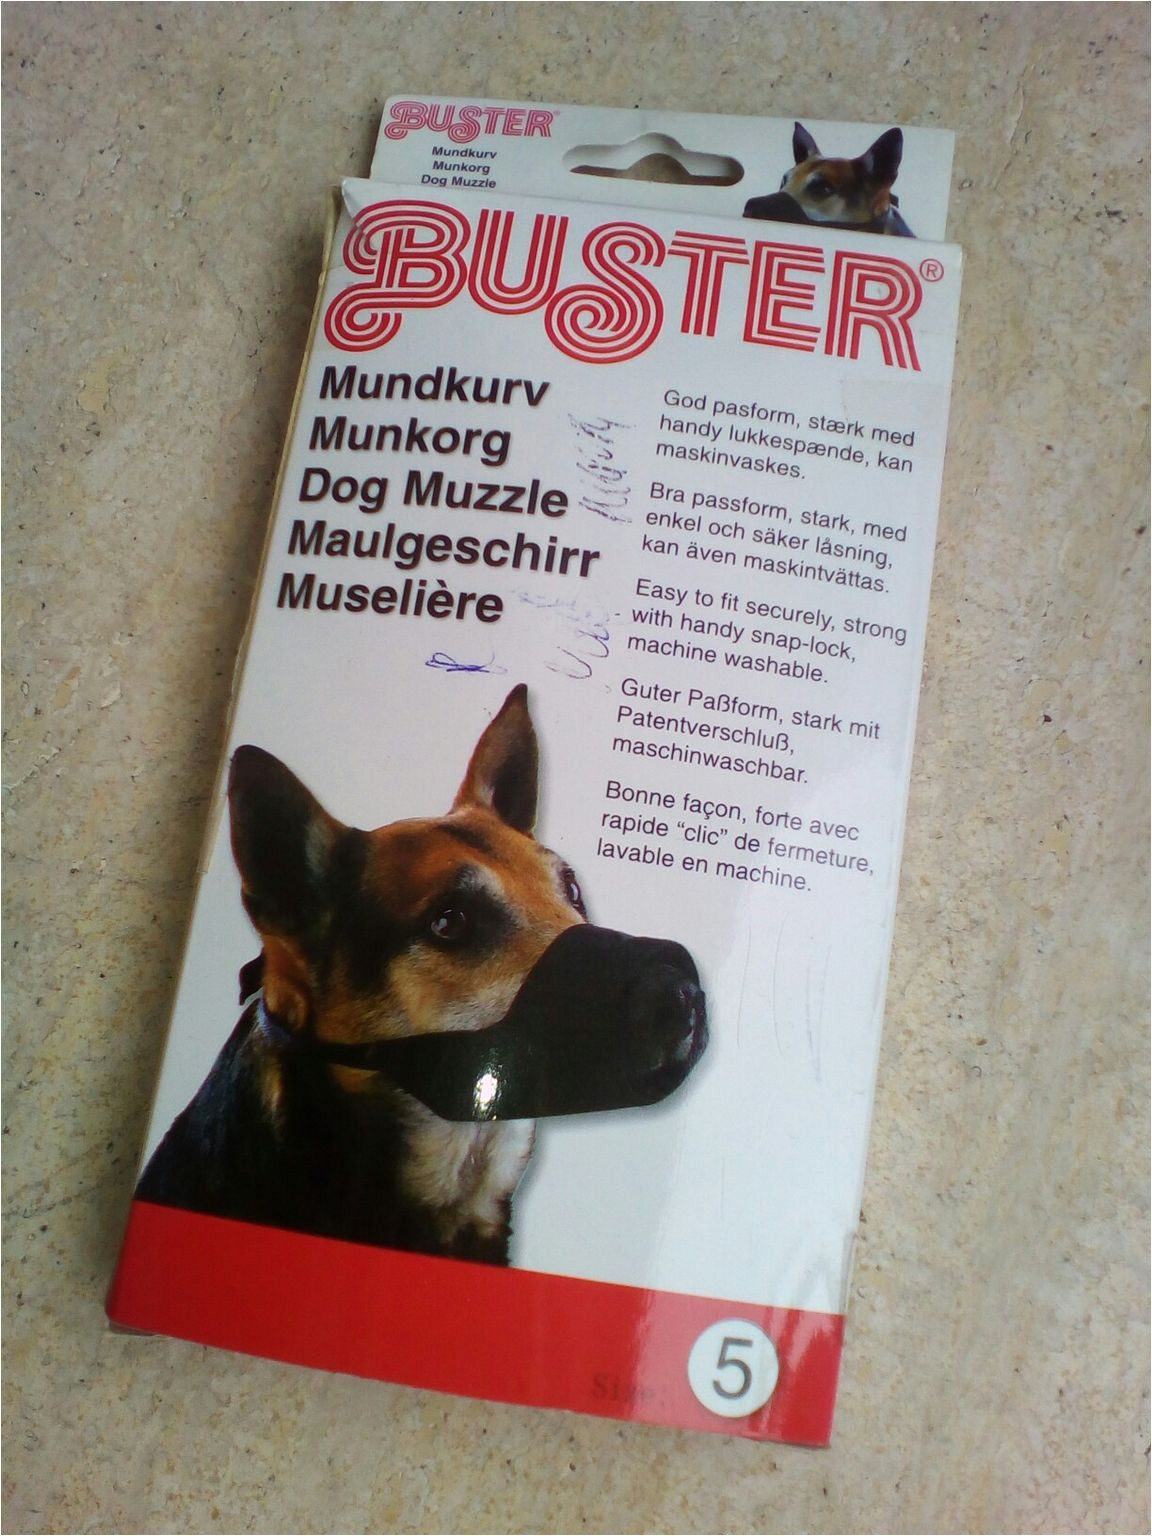 BUSTER
Mundkurv
Munkorg
Dog Muzzle
BUSTER®
Mundkurv
Munkorg
Dog Muzzle
Maulgeschirr
Muselière
God pasform, stærk med
handy lukkespænde, kan
maskinvaskes.
Bra passform, stark, med
enkel och säker låsning,
kan även maskintvättas.
Easy to fit securely, strong
with handy snap-lock,
machine washable.
Guter Paßform, stark mit
Patentverschluß,
maschinwaschbar.
Bonne façon, forte avec
rapide “clic” de fermeture,
lavable en machine.
Size 5